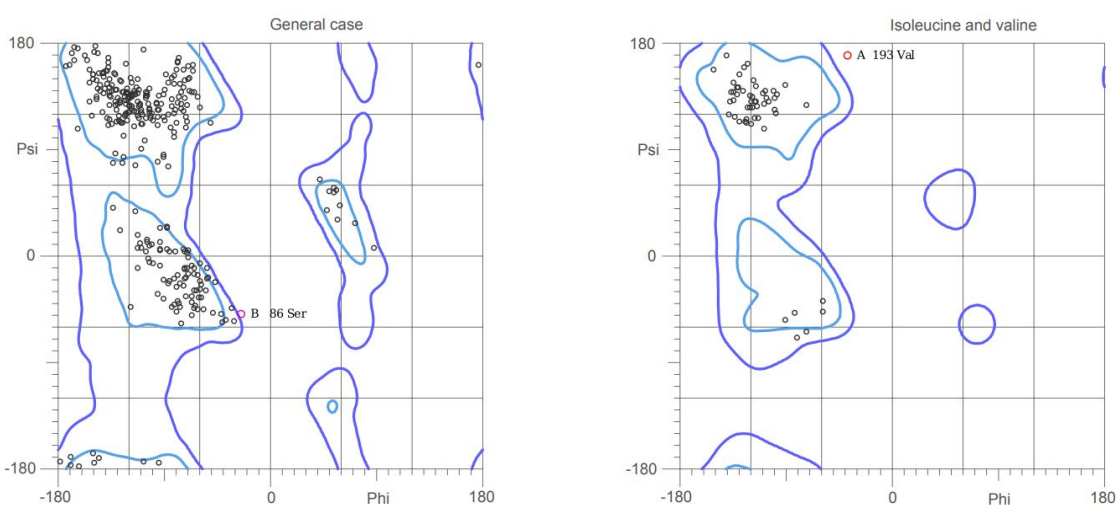 General case
180
Psi
0
-180
-180
0
Phi
180
B 86 Ser
Isoleucine and valine
180
Psi
0
-180
-180
0
Phi
180
A 193 Val